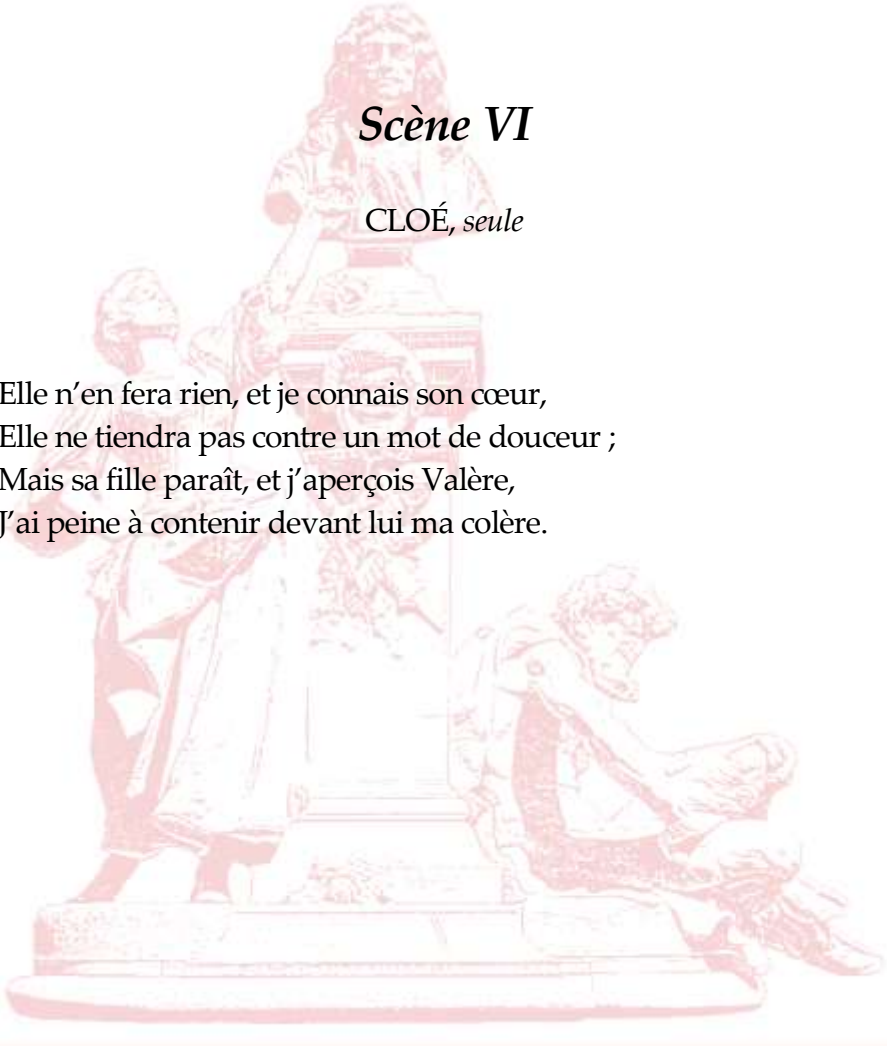 Scène VI
CLOÉ, seule
Elle n’en fera rien, et je connais son cœur,
Elle ne tiendra pas contre un mot de douceur ;
Mais sa fille paraît, et j’aperçois Valère,
J’ai peine à contenir devant lui ma colère.